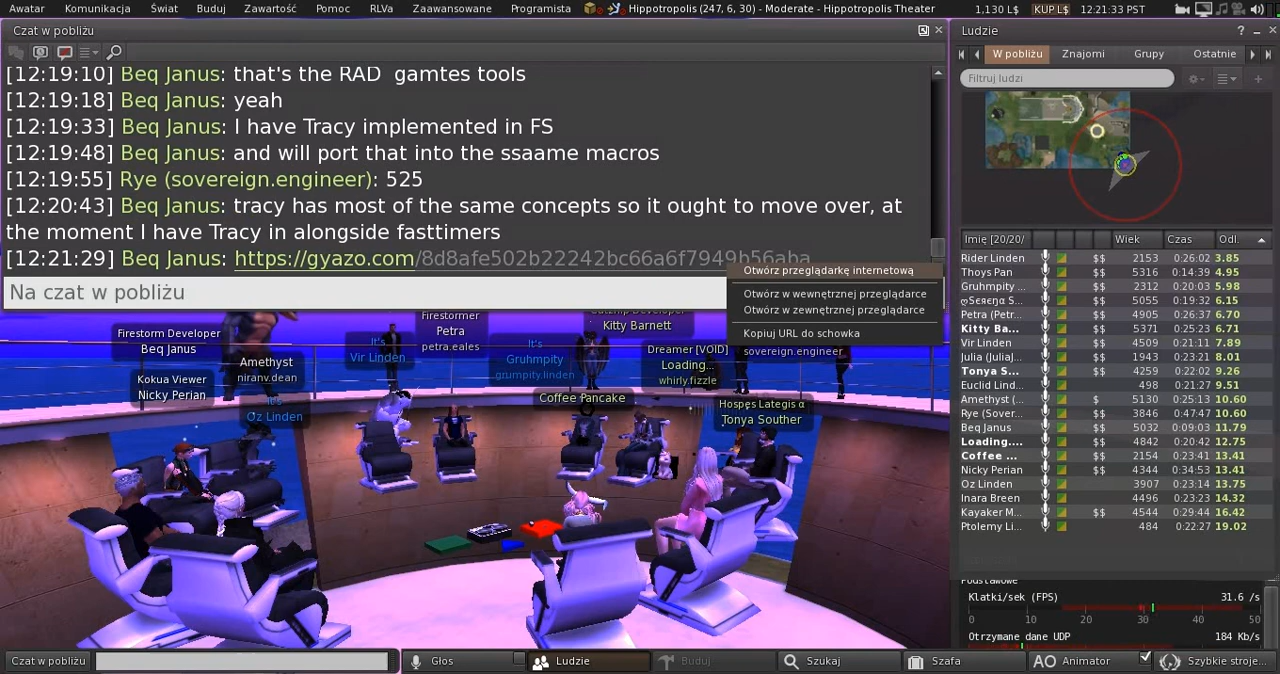 Awatar Komunikacja Świat Buduj Zawartość Pomoc RLVa Zaawansowane Programista Hippotropolis (247, 6, 30) - Moderate - Hippotropolis Theater 1,130 L$ KUP L$ 12:21:33 PST
Czat w pobliżu
[12:19:10] Beq Janus: that's the RAD gamtes tools
[12:19:18] Beq Janus: yeah
[12:19:33] Beq Janus: I have Tracy implemented in FS
[12:19:48] Beq Janus: and will port that into the ssaame macros
[12:19:55] Rye (sovereign.engineer): 525
[12:20:43] Beq Janus: tracy has most of the same concepts so it ought to move over, at
the moment I have Tracy in alongside fasttimers
[12:21:29] Beq Janus: https://gyazo.com/8d8afe502b22242bc66a6f7949b56aba
Na czat w pobliżu
Otwórz przeglądarkę internetową
Otwórz w wewnętrznej przeglądarce
Otwórz w zewnętrznej przeglądarce
Kopiuj URL do schowka
sovereign.engineer
Firestorm Developer
Beq Janus
Kokua Viewer
Nicky Perian
Amethyst
niranv.dean
It's
Oz Linden
It's
Vir Linden
Firestormer
Petra
petra.eales
It's
Gruhmpity
grumpity.linden
Kitty Barnett
Coffee Pancake
Dreamer [VOID]
Loading...
whirly.fizzle
Hospes Lategis α
Tonya Souther
Ludzie
W pobliżu Znajomi Grupy Ostatnie
Filtruj ludzi
Imię [20/20/ Wiek Czas Odl.
Rider Linden $$ 2153 0:26:02 3.85
Thoys Pan $$ 5316 0:14:39 4.95
Gruhmpity ... $$ 2312 0:20:03 5.98
ღSeʀeɳα S... $$ 5055 0:19:32 6.15
Petra (Petr... $$ 4905 0:26:37 6.70
Kitty Ba... $$ 5371 0:25:23 6.71
Vir Linden $$ 4509 0:21:11 7.89
Julia (JuliaJ... $$ 1943 0:23:21 8.01
Tonya S... $$ 4259 0:22:02 9.26
Euclid Lind... 498 0:21:27 9.51
Amethyst (... $ 5130 0:25:13 10.60
Rye (Sover... $$ 3846 0:47:47 10.60
Beq Janus $$ 5032 0:09:03 11.79
Loading.... $$ 4842 0:20:42 12.75
Coffee ... $$ 2154 0:23:41 13.41
Nicky Perian $$ 4344 0:34:53 13.41
Oz Linden 3907 0:23:14 13.75
Inara Breen 4496 0:23:23 14.32
Kayaker M... $$ 4544 0:29:44 16.42
Ptolemy Li... 484 0:22:27 19.02
Podstawowe
Klatki/sek (FPS) 31.6 /s
0 10 20 30 40 50
Otrzymane dane UDP 184 Kb/s
Czat w pobliżu Głos Ludzie Buduj Szukaj Szafa AO Animator Szybkie stroje...